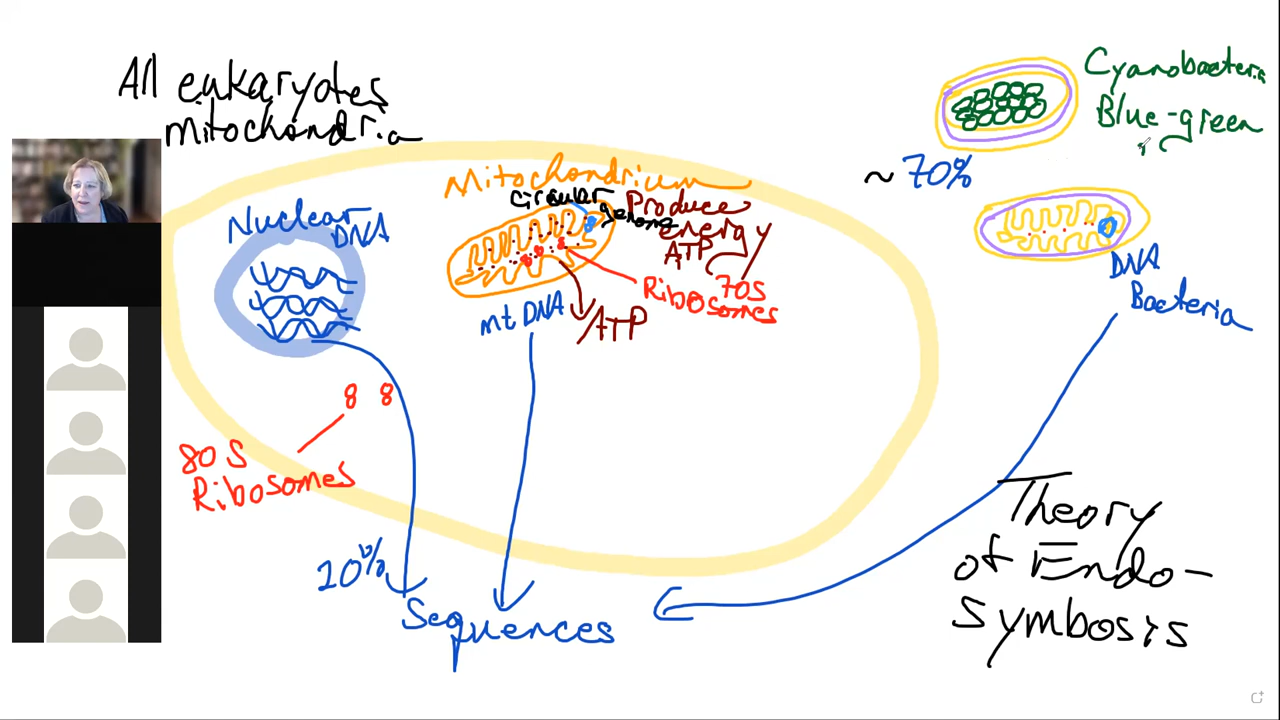 All eukaryotes
mitochondria
Cyanobacteria
Blue-green
~ 70%
Mitochondrium
circular
genome
Produce
energy
ATP
Nuclear
DNA
70S
Ribosomes
mt DNA
ATP
DNA
Bacteria
8 8
80 S
Ribosomes
10%
Sequences
Theory
of Endo-
Symbosis